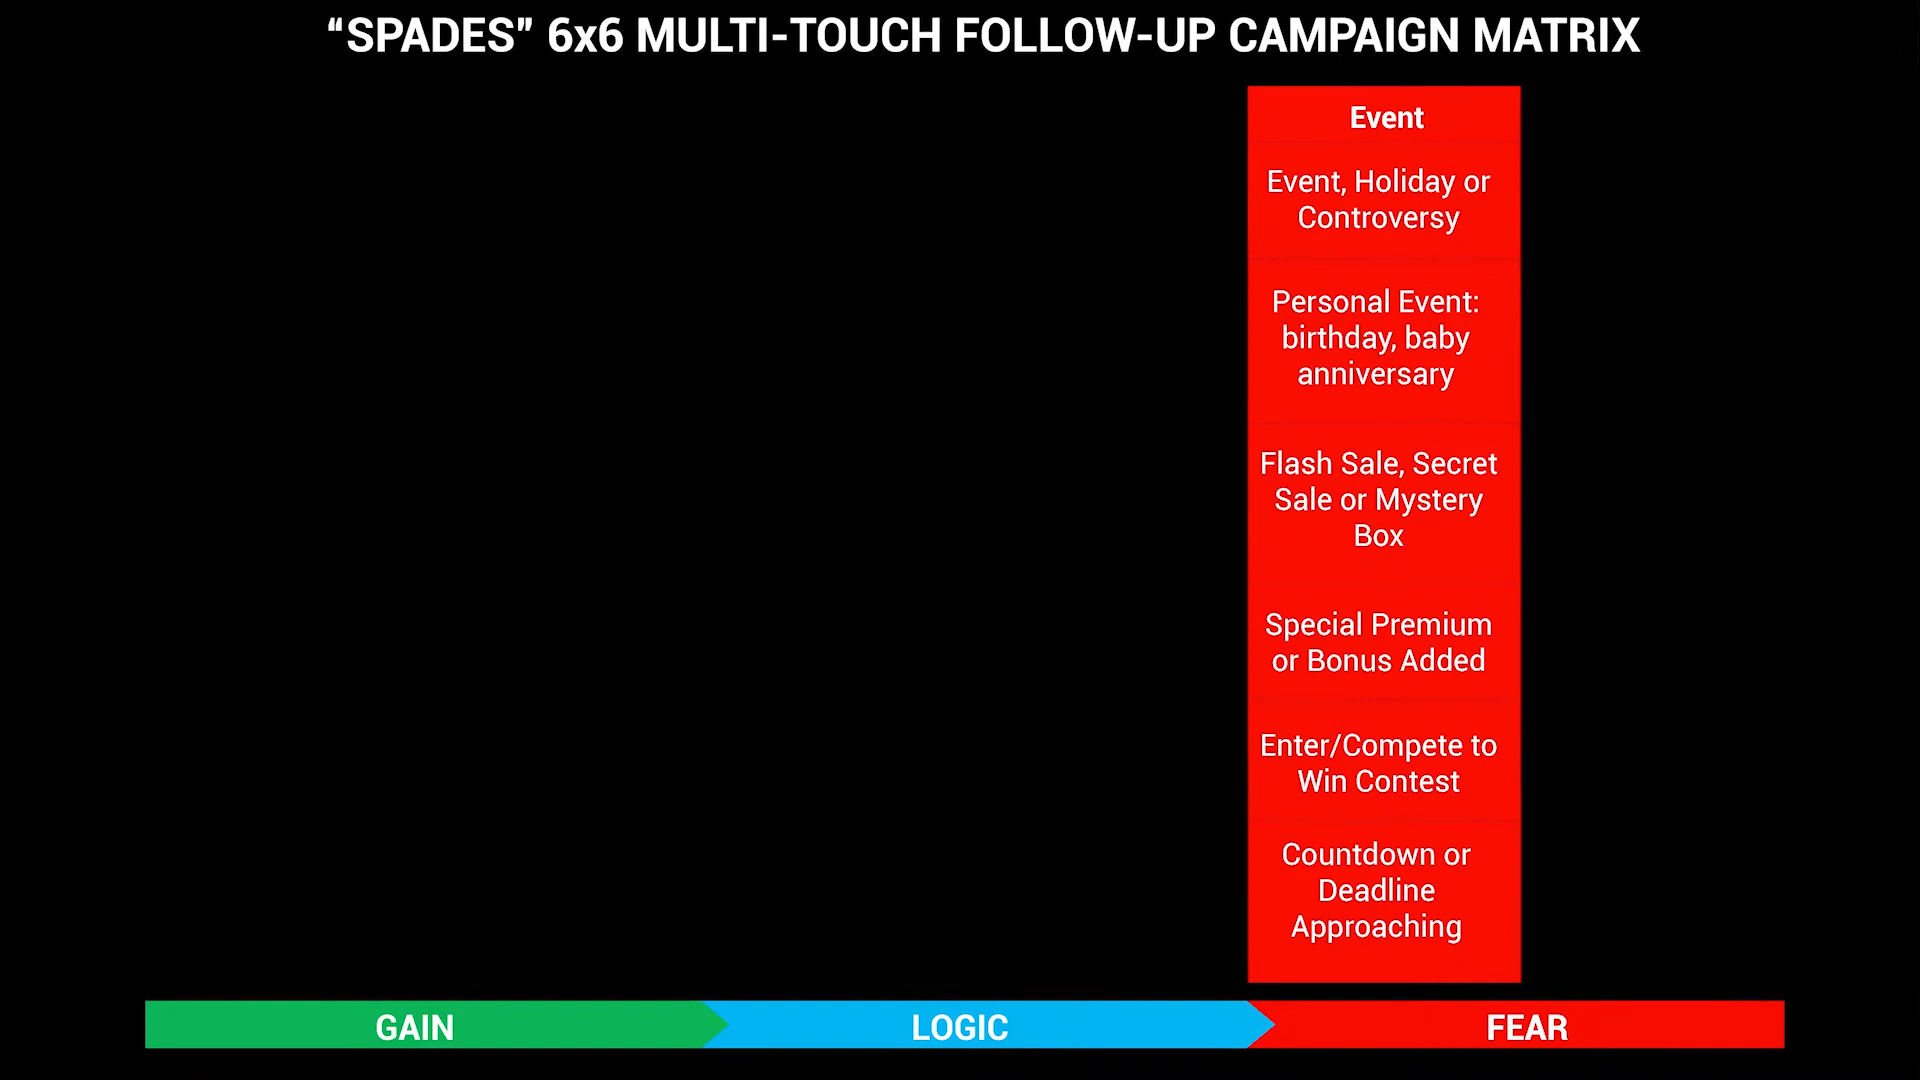 “SPADES” 6x6 MULTI-TOUCH FOLLOW-UP CAMPAIGN MATRIX
Event
Event, Holiday or
Controversy
Personal Event:
birthday, baby
anniversary
Flash Sale, Secret
Sale or Mystery
Box
Special Premium
or Bonus Added
Enter/Compete to
Win Contest
Countdown or
Deadline
Approaching
GAIN
LOGIC
FEAR